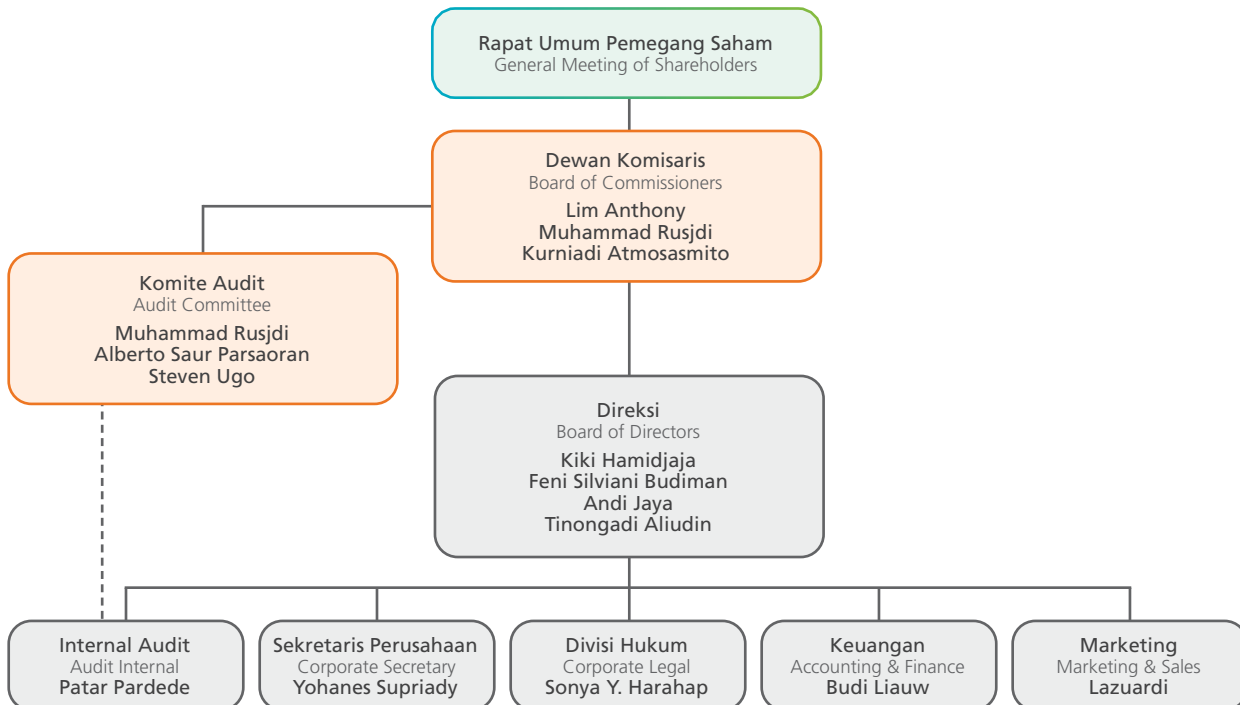 Rapat Umum Pemegang Saham
General Meeting of Shareholders
Dewan Komisaris
Board of Commissioners
Lim Anthony
Muhammad Rusjdi
Kurniadi Atmosasmito
Komite Audit
Audit Committee
Muhammad Rusjdi
Alberto Saur Parsaoran
Steven Ugo
Direksi
Board of Directors
Kiki Hamidjaja
Feni Silviani Budiman
Andi Jaya
Tinongadi Aliudin
Internal Audit
Audit Internal
Patar Pardede
Sekretaris Perusahaan
Corporate Secretary
Yohanes Supriady
Divisi Hukum
Corporate Legal
Sonya Y. Harahap
Keuangan
Accounting & Finance
Budi Liauw
Marketing
Marketing & Sales
Lazuardi